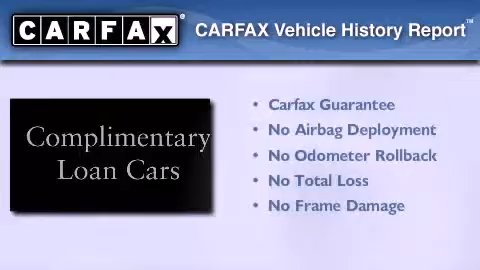 CARFAX® CARFAX Vehicle History Report™
Complimentary
Loan Cars
• Carfax Guarantee
• No Airbag Deployment
• No Odometer Rollback
• No Total Loss
• No Frame Damage